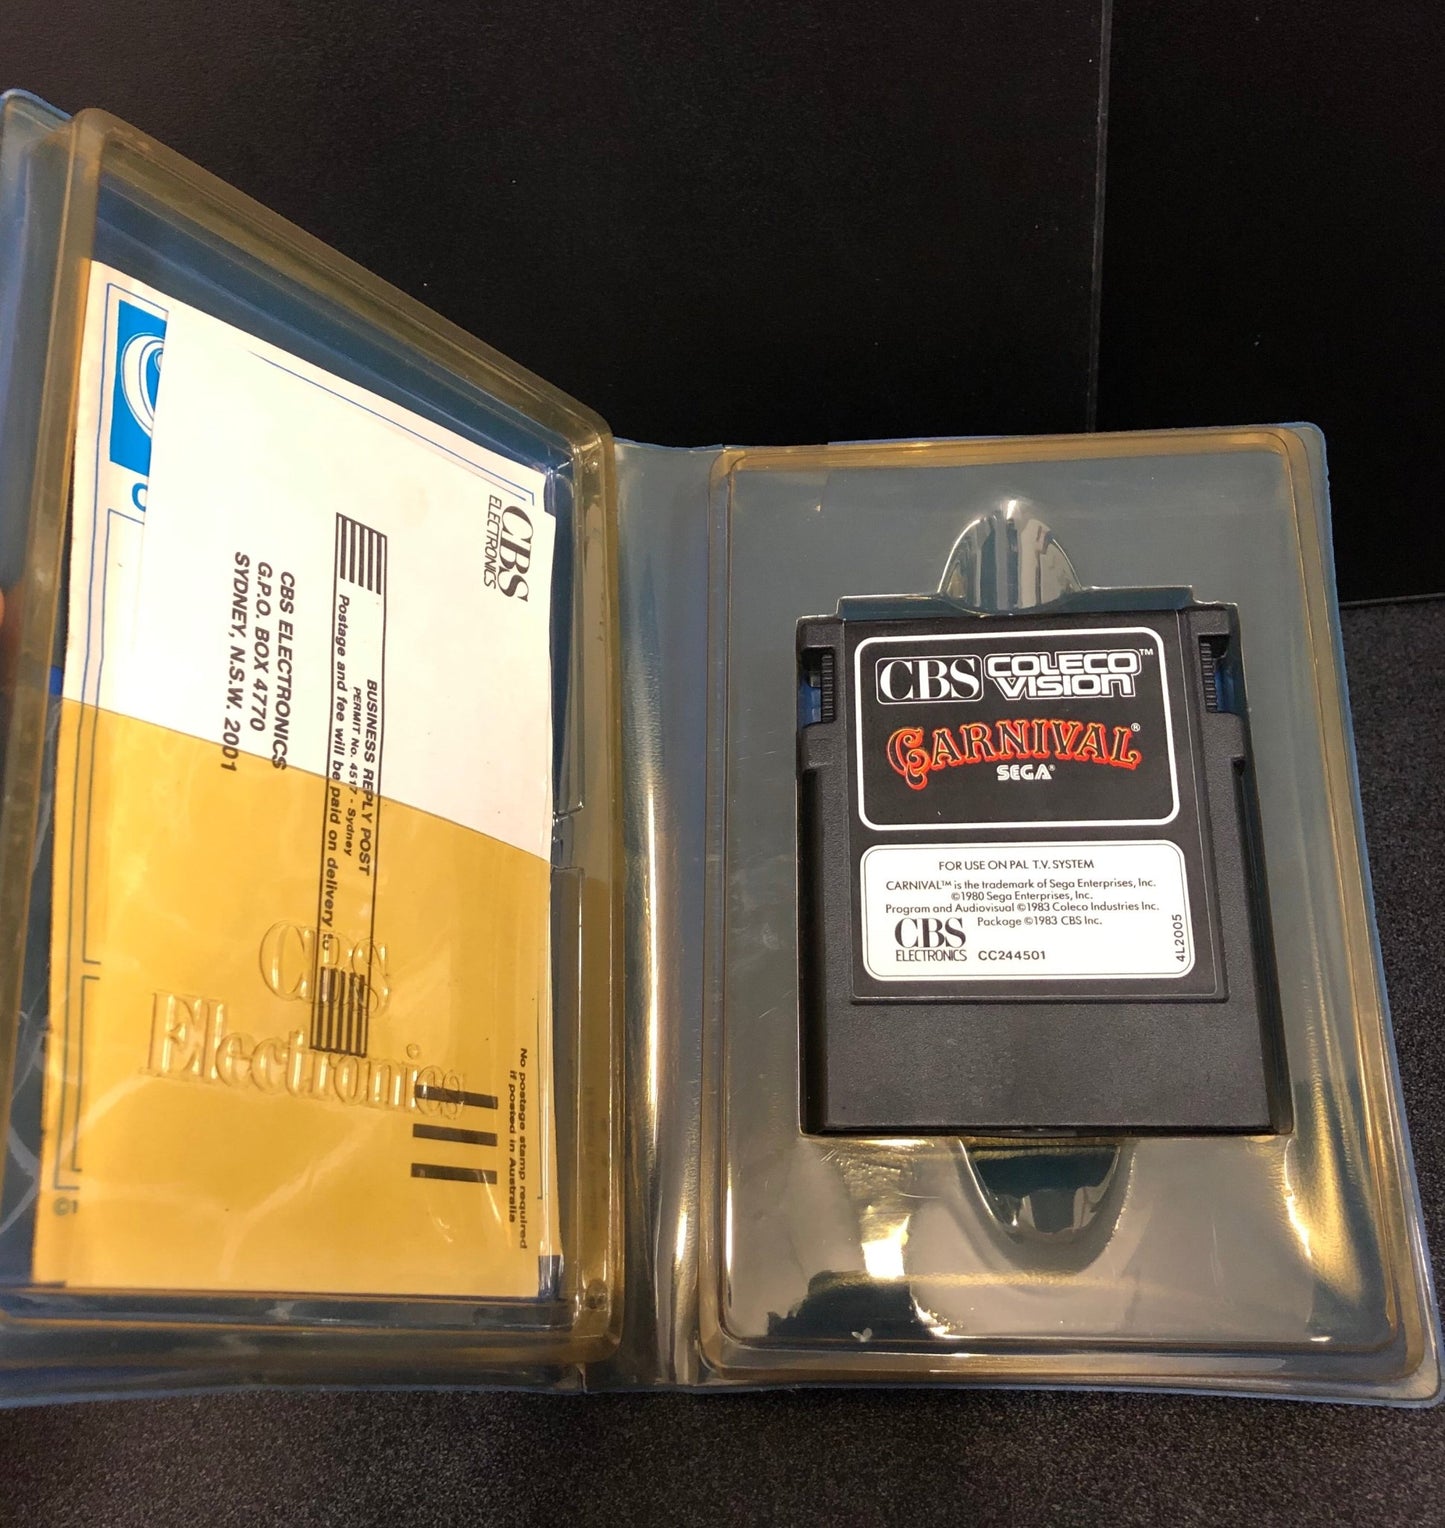 CBS
ELECTRONICS
BUSINESS REPLY POST
PERMIT No. 4517 - Sydney
Postage and fee will be paid on delivery to
CBS ELECTRONICS
G.P.O. BOX 4770
SYDNEY, N.S.W. 2001
No postage stamp required
if posted in Australia
CBS
Electronics
CBS COLECO VISION™
CARNIVAL®
SEGA®
FOR USE ON PAL T.V. SYSTEM
CARNIVAL™ is the trademark of Sega Enterprises, Inc.
©1980 Sega Enterprises, Inc.
Program and Audiovisual ©1983 Coleco Industries Inc.
Package ©1983 CBS Inc.
CBS
ELECTRONICS CC244501
4L2005